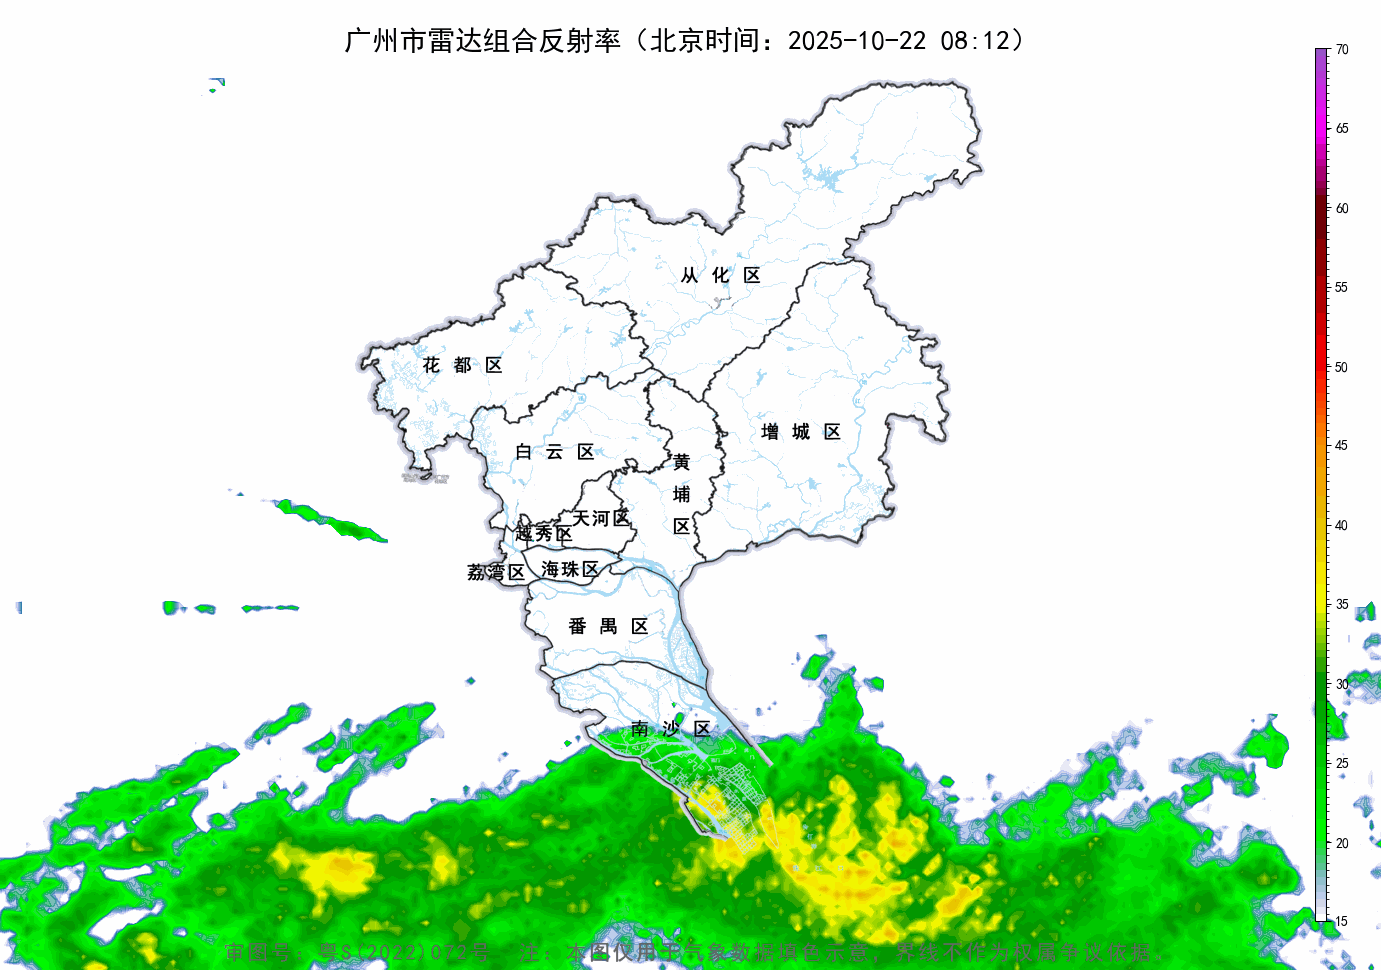 广州市雷达组合反射率（北京时间：2025-10-22 08:12）
70
65
60
55
50
45
40
35
30
25
20
15
从化区
花都区
增城区
白云区
黄埔区
天河区
越秀区
荔湾区
海珠区
番禺区
南沙区
审图号：粤S(2022)072号 注：本图仅用于气象数据填色示意，界线不作为权属争议依据。